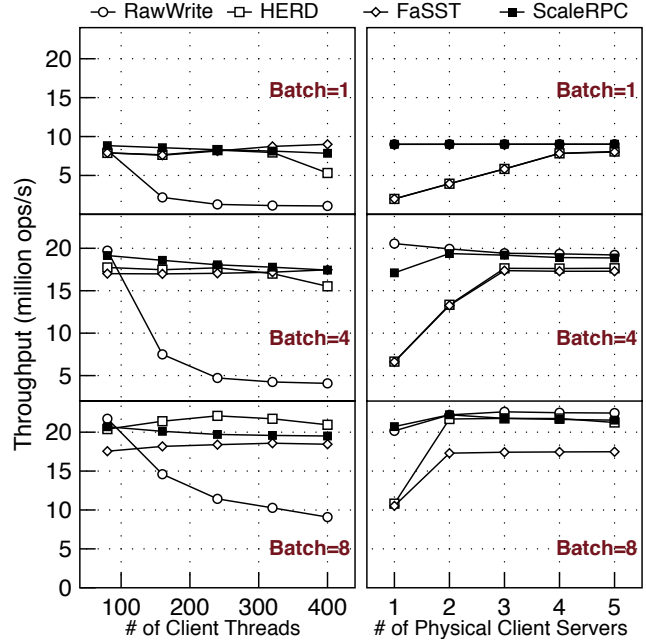 RawWrite HERD FaSST ScaleRPC
Throughput (million ops/s)
20
15
10
5
Batch=1
Batch=1
20
15
10
5
Batch=4
Batch=4
20
15
10
5
0
Batch=8
Batch=8
100 200 300 400
1 2 3 4 5
# of Client Threads
# of Physical Client Servers